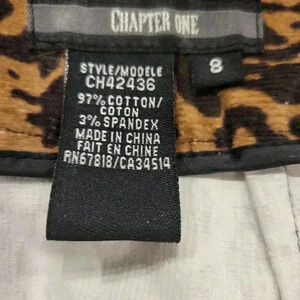 CHAPTER ONE
8
STYLE/MODELE
CH42436
97% COTTON/
COTON
3% SPANDEX
MADE IN CHINA
FAIT EN CHINE
RN67818/CA34514